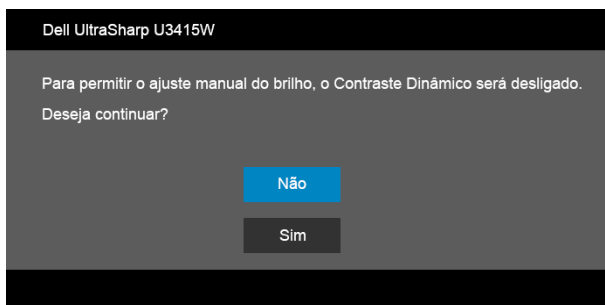 Dell UltraSharp U3415W
Para permitir o ajuste manual do brilho, o Contraste Dinâmico será desligado.
Deseja continuar?
Não
Sim